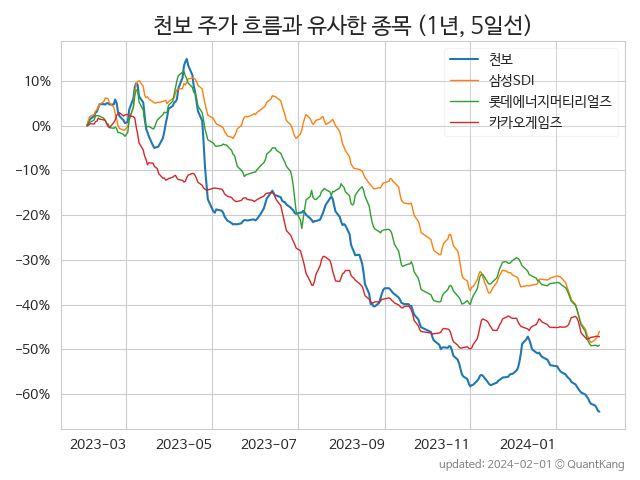 천보 주가 흐름과 유사한 종목 (1년, 5일선)
천보
삼성SDI
롯데에너지머티리얼즈
카카오게임즈
10%
0%
−10%
−20%
−30%
−40%
−50%
−60%
2023-03 2023-05 2023-07 2023-09 2023-11 2024-01
updated: 2024-02-01 © QuantKang